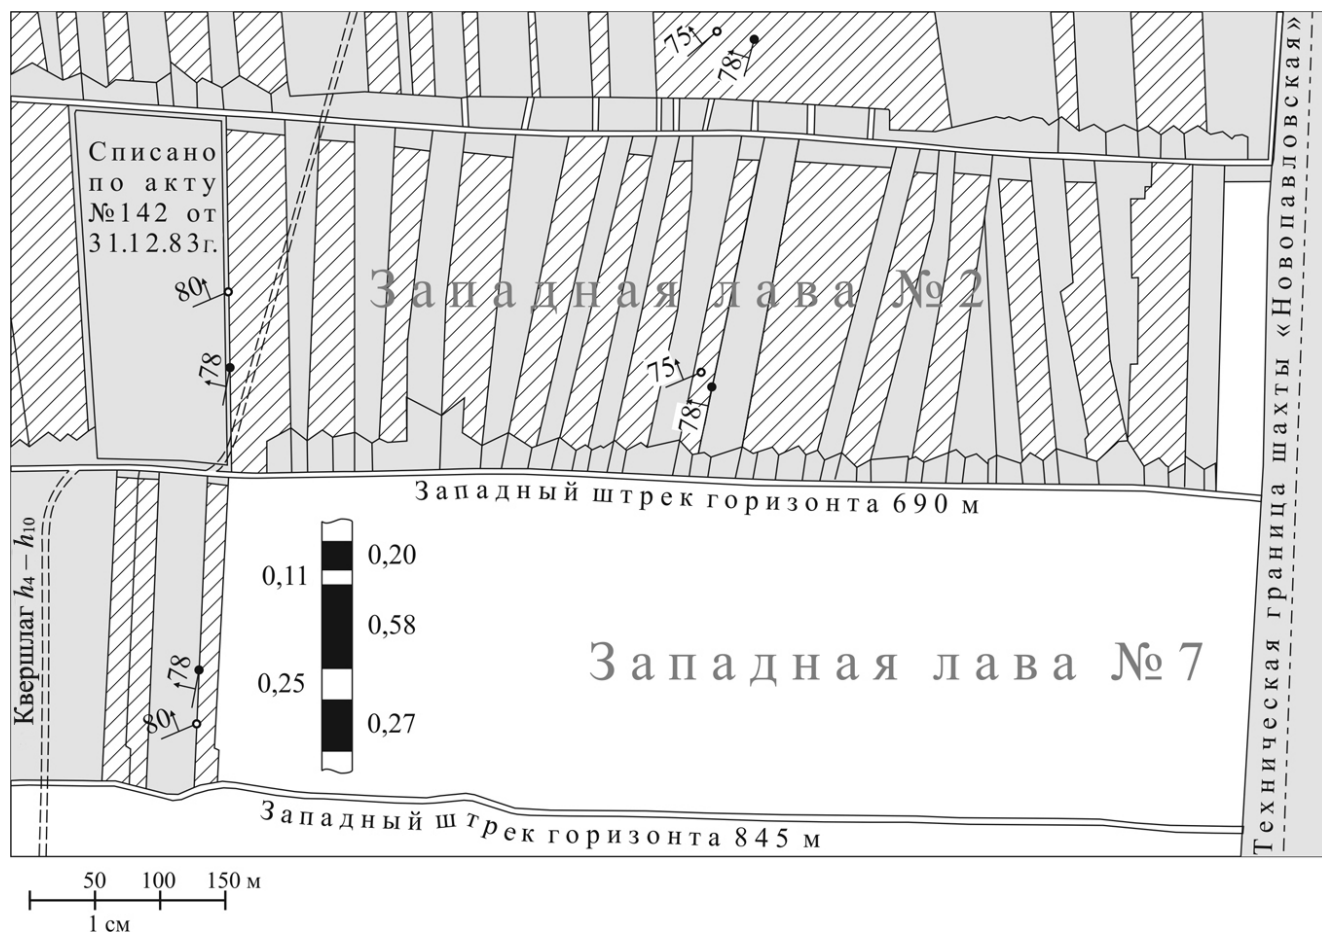 75
78
Списано
по акту
№142 от
31.12.83г.
80
78
Западная лава №2
75
78
Западный штрек горизонта 690 м
Квершлаг h4 – h10
0,20
0,11
0,58
0,25
0,27
Западная лава №7
78
80
Западный штрек горизонта 845 м
Техническая граница шахты «Новопавловская»
50 100 150 м
1 см